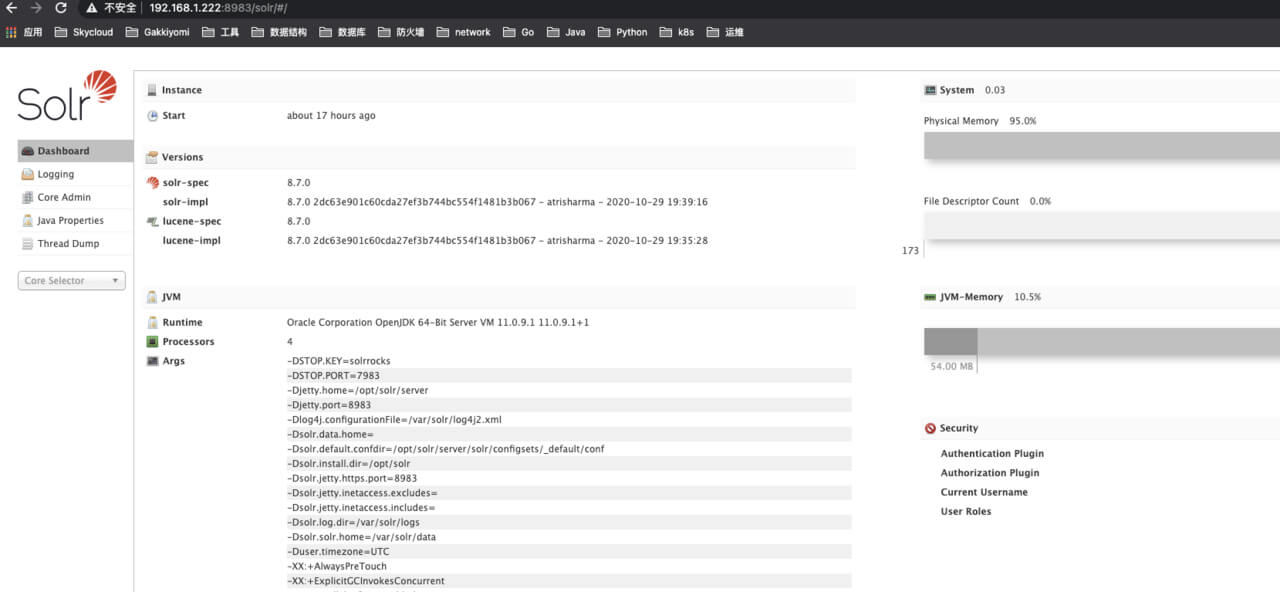 不安全 192.168.1.222:8983/solr/#/
应用 Skycloud Gakkiyomi 工具 数据结构 数据库 防火墙 network Go Java Python k8s 运维
Solr
Dashboard
Logging
Core Admin
Java Properties
Thread Dump
Core Selector
Instance
Start about 17 hours ago
Versions
solr-spec 8.7.0
solr-impl 8.7.0 2dc63e901c60cda27ef3b744bc554f1481b3b067 - atrisharma - 2020-10-29 19:39:16
lucene-spec 8.7.0
lucene-impl 8.7.0 2dc63e901c60cda27ef3b744bc554f1481b3b067 - atrisharma - 2020-10-29 19:35:28
JVM
Runtime Oracle Corporation OpenJDK 64-Bit Server VM 11.0.9.1 11.0.9.1+1
Processors 4
Args -DSTOP.KEY=solrrocks
-DSTOP.PORT=7983
-Djetty.home=/opt/solr/server
-Djetty.port=8983
-Dlog4j.configurationFile=/var/solr/log4j2.xml
-Dsolr.data.home=
-Dsolr.default.confdir=/opt/solr/server/solr/configsets/_default/conf
-Dsolr.install.dir=/opt/solr
-Dsolr.jetty.https.port=8983
-Dsolr.jetty.inetaccess.excludes=
-Dsolr.jetty.inetaccess.includes=
-Dsolr.log.dir=/var/solr/logs
-Dsolr.solr.home=/var/solr/data
-Duser.timezone=UTC
-XX:+AlwaysPreTouch
-XX:+ExplicitGCInvokesConcurrent
System 0.03
Physical Memory 95.0%
File Descriptor Count 0.0%
173
JVM-Memory 10.5%
54.00 MB
Security
Authentication Plugin
Authorization Plugin
Current Username
User Roles